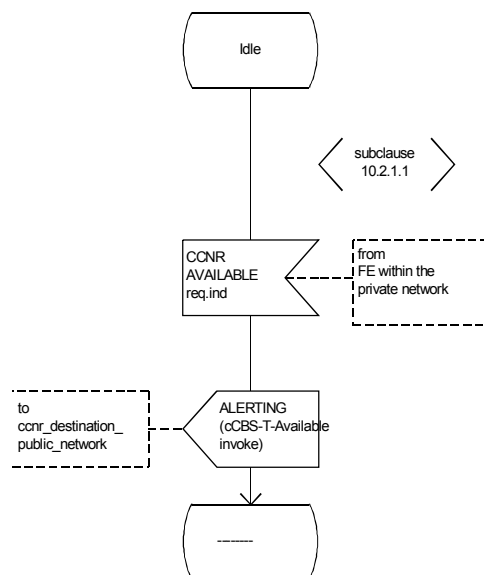 Idle
subclause
10.2.1.1
CCNR
AVAILABLE
req.ind
from
FE within the
private network
to
ccnr_destination_
public_network
ALERTING
(cCBS-T-Available
invoke)
---------